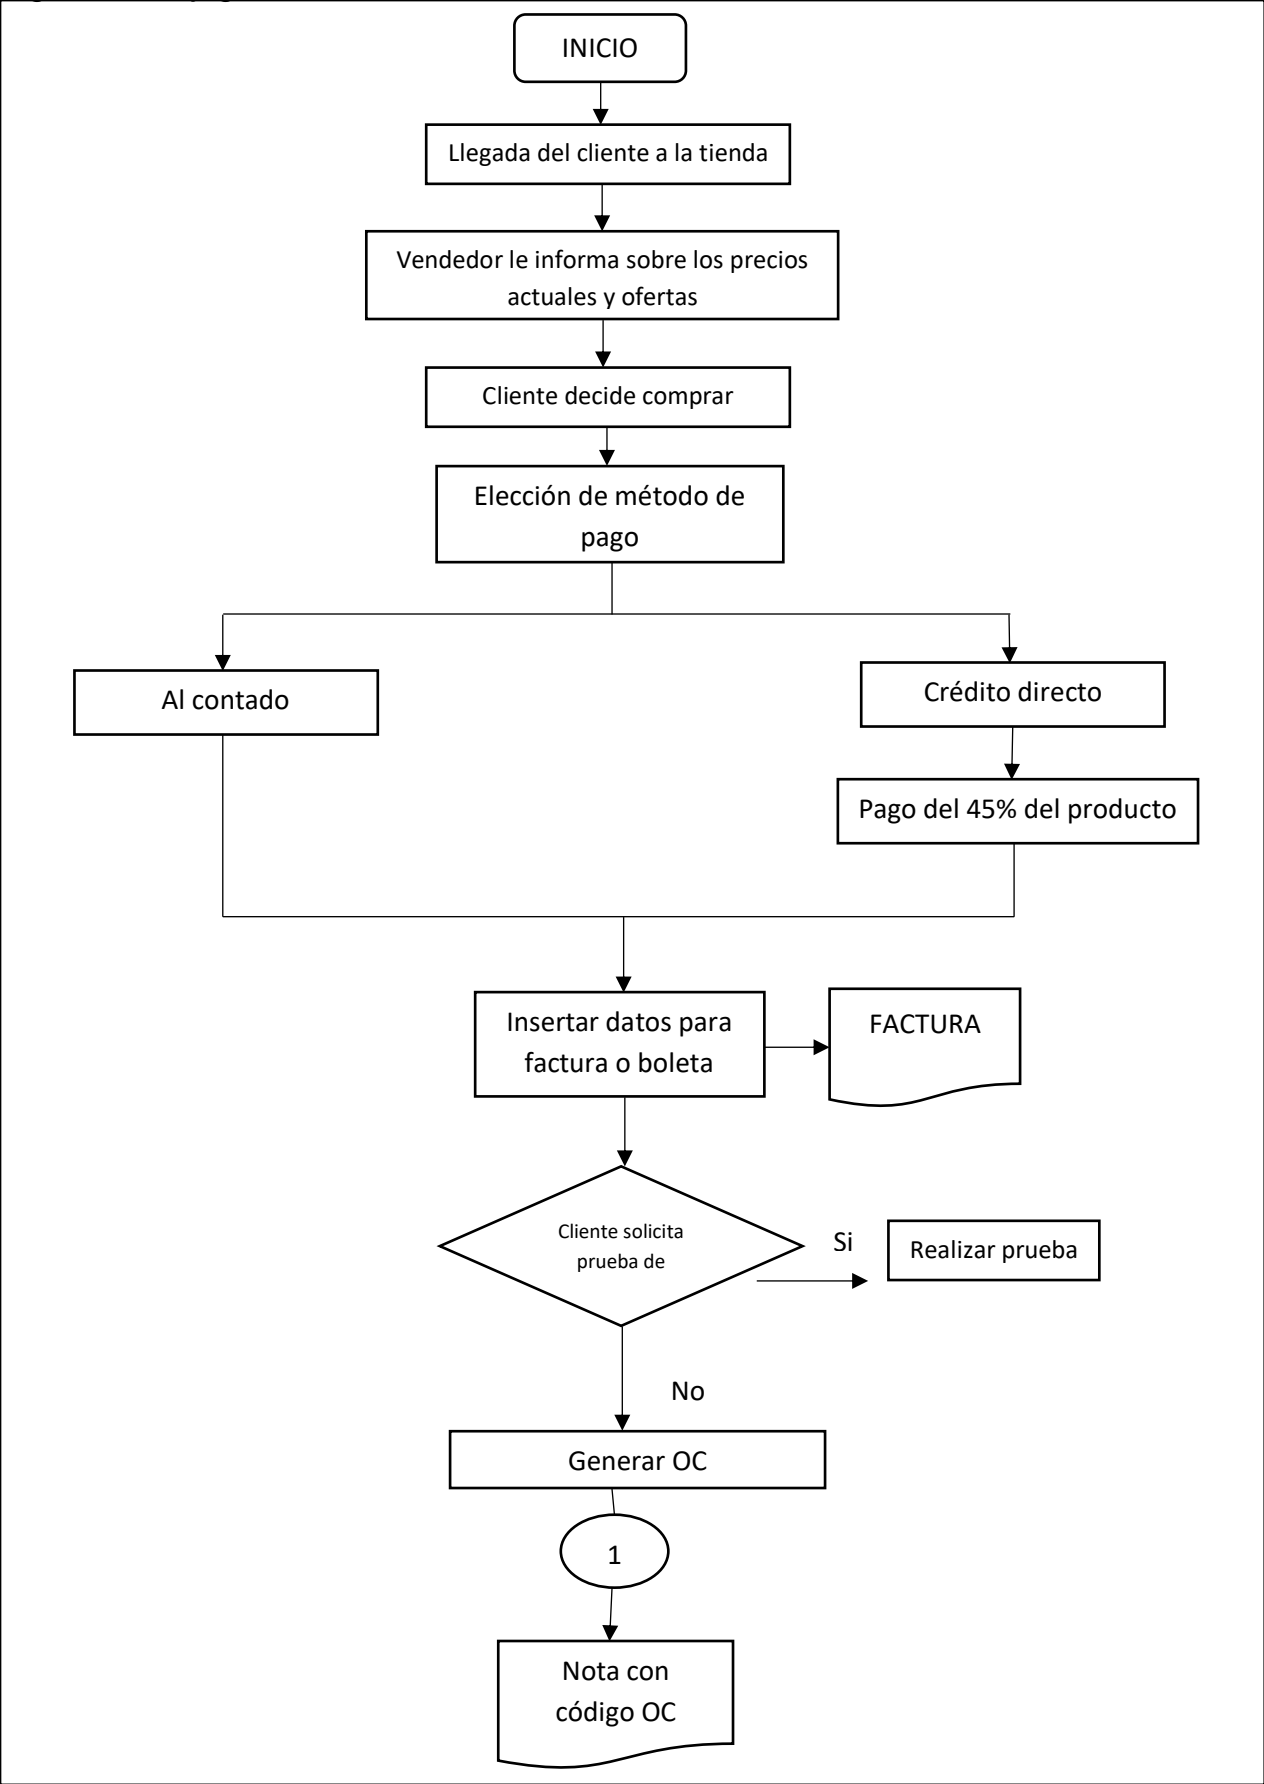 INICIO
Llegada del cliente a la tienda
Vendedor le informa sobre los precios
actuales y ofertas
Cliente decide comprar
Elección de método de
pago
Al contado
Crédito directo
Pago del 45% del producto
Insertar datos para
factura o boleta
FACTURA
Cliente solicita
prueba de
Si
Realizar prueba
No
Generar OC
1
Nota con
código OC